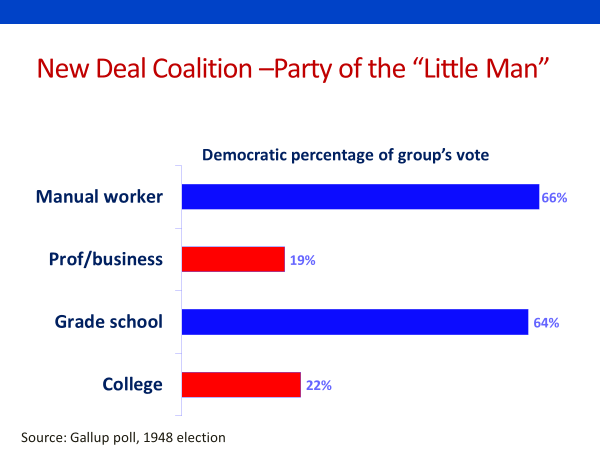 New Deal Coalition –Party of the “Little Man”
Democratic percentage of group’s vote
Manual worker 66%
Prof/business 19%
Grade school 64%
College 22%
Source: Gallup poll, 1948 election